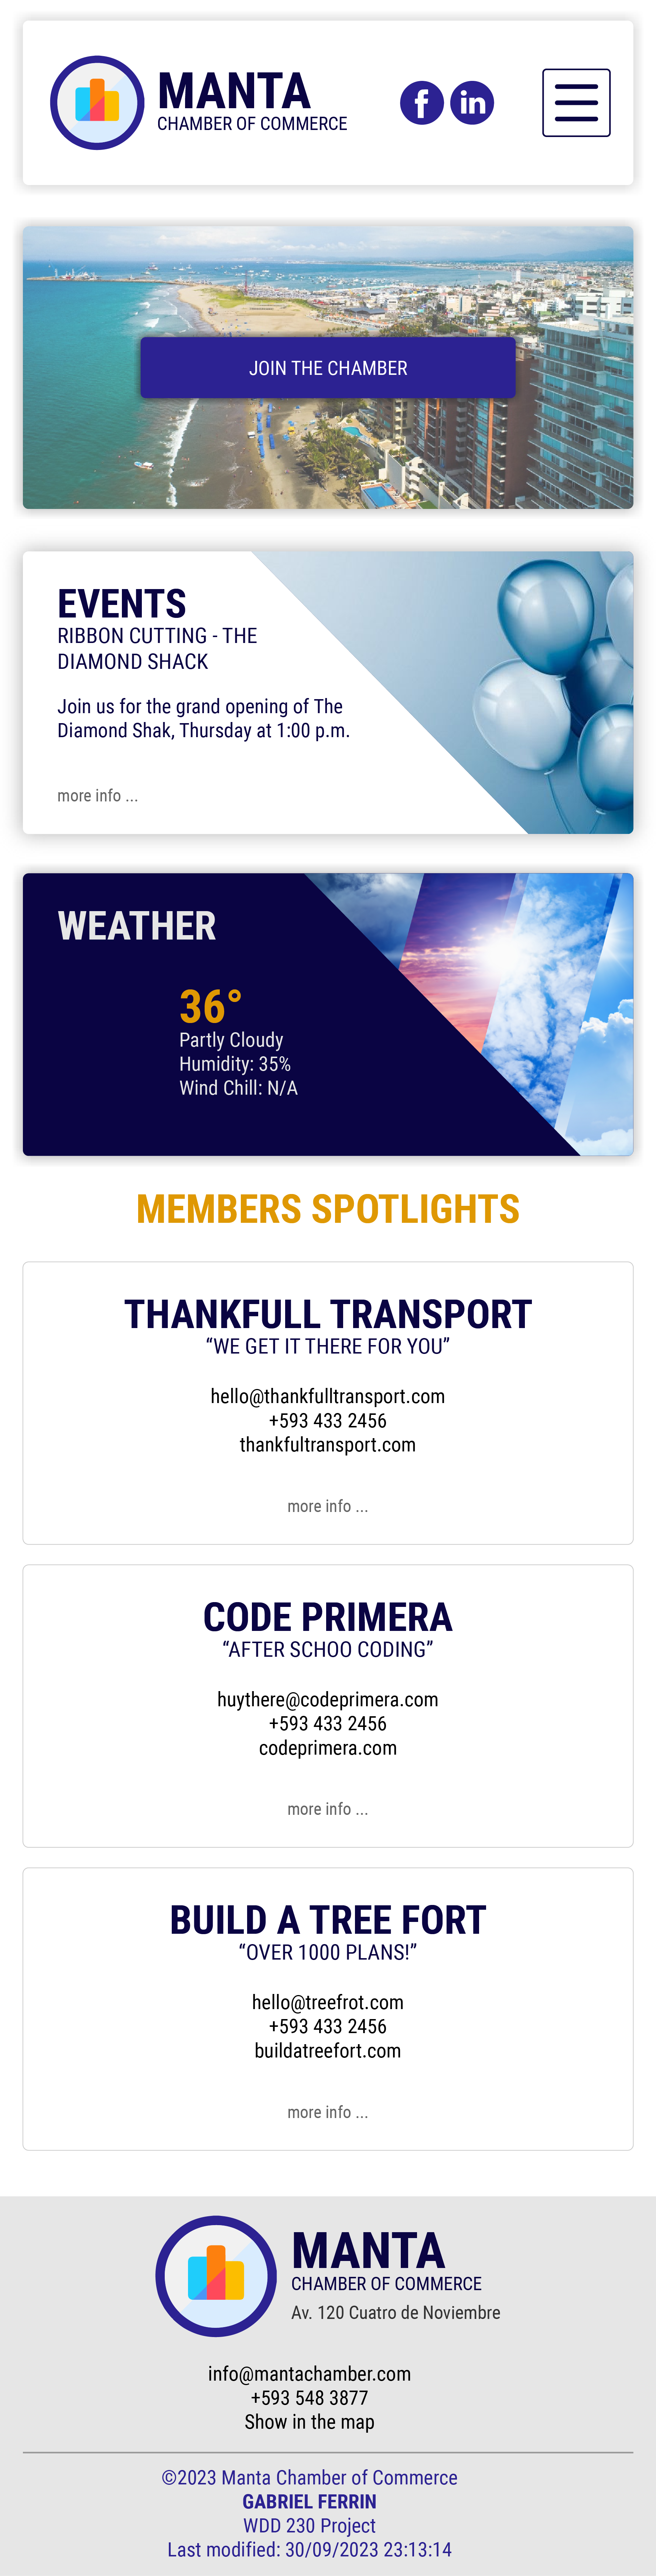 MANTA
CHAMBER OF COMMERCE
f in
JOIN THE CHAMBER
EVENTS
RIBBON CUTTING - THE
DIAMOND SHACK
Join us for the grand opening of The
Diamond Shak, Thursday at 1:00 p.m.
more info ...
WEATHER
36°
Partly Cloudy
Humidity: 35%
Wind Chill: N/A
MEMBERS SPOTLIGHTS
THANKFULL TRANSPORT
“WE GET IT THERE FOR YOU”
hello@thankfulltransport.com
+593 433 2456
thankfultransport.com
more info ...
CODE PRIMERA
“AFTER SCHOO CODING”
huythere@codeprimera.com
+593 433 2456
codeprimera.com
more info ...
BUILD A TREE FORT
“OVER 1000 PLANS!”
hello@treefrot.com
+593 433 2456
buildatreefort.com
more info ...
MANTA
CHAMBER OF COMMERCE
Av. 120 Cuatro de Noviembre
info@mantachamber.com
+593 548 3877
Show in the map
©2023 Manta Chamber of Commerce
GABRIEL FERRIN
WDD 230 Project
Last modified: 30/09/2023 23:13:14